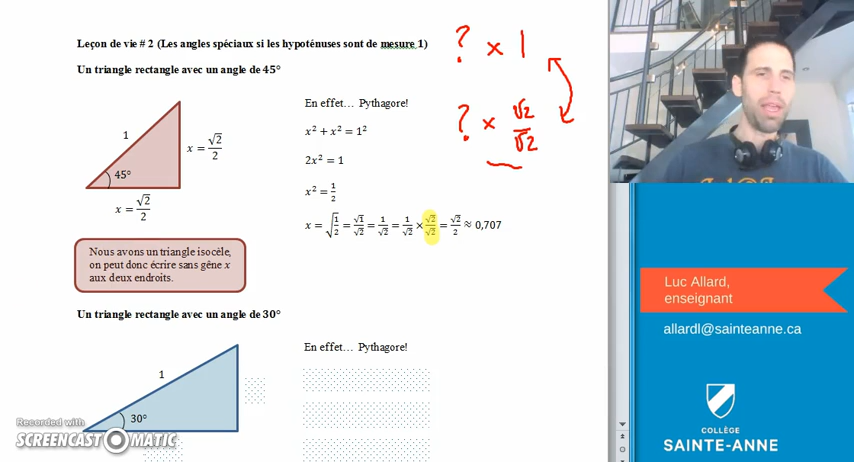 Leçon de vie # 2 (Les angles spéciaux si les hypoténuses sont de mesure 1)
Un triangle rectangle avec un angle de 45°
1
x = √2/2
45°
x = √2/2
En effet… Pythagore!
x² + x² = 1²
2x² = 1
x² = 1/2
x = √(1/2) = √1/√2 = 1/√2 = 1/√2 × √2/√2 = √2/2 ≈ 0,707
? × 1
? × √2/√2
Nous avons un triangle isocèle,
on peut donc écrire sans gêne x
aux deux endroits.
Un triangle rectangle avec un angle de 30°
1
30°
En effet… Pythagore!
Luc Allard,
enseignant
allardl@sainteanne.ca
COLLÈGE
SAINTE-ANNE
Recorded with
SCREENCAST MATIC